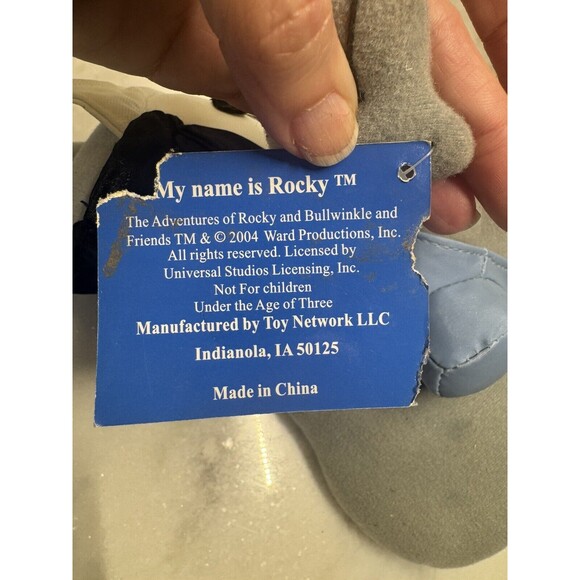 My name is Rocky TM
The Adventures of Rocky and Bullwinkle and
Friends TM & © 2004 Ward Productions, Inc.
All rights reserved. Licensed by
Universal Studios Licensing, Inc.
Not For children
Under the Age of Three
Manufactured by Toy Network LLC
Indianola, IA 50125
Made in China